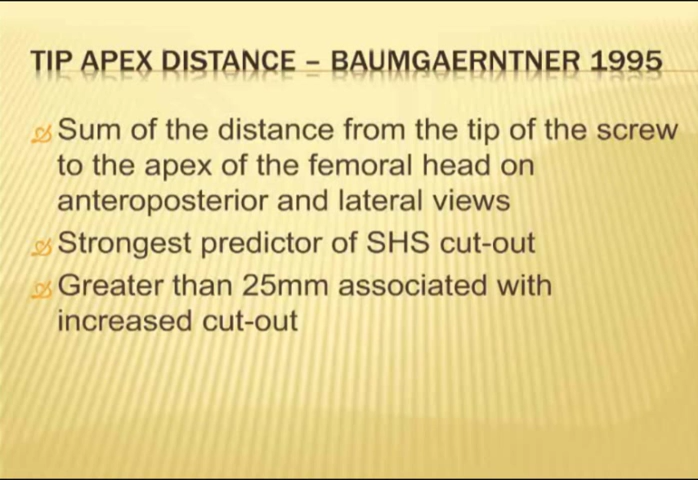 TIP APEX DISTANCE – BAUMGAERNTNER 1995
Sum of the distance from the tip of the screw
to the apex of the femoral head on
anteroposterior and lateral views
Strongest predictor of SHS cut-out
Greater than 25mm associated with
increased cut-out